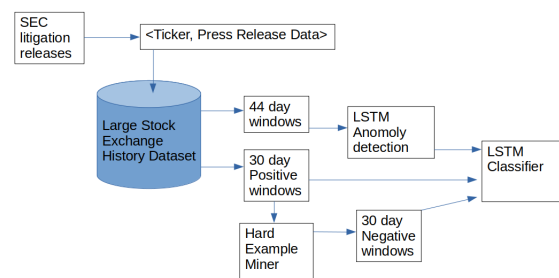 SEC
litigation
releases
<Ticker, Press Release Data>
Large Stock
Exchange
History Dataset
44 day
windows
LSTM
Anomoly
detection
LSTM
Classifier
30 day
Positive
windows
Hard
Example
Miner
30 day
Negative
windows